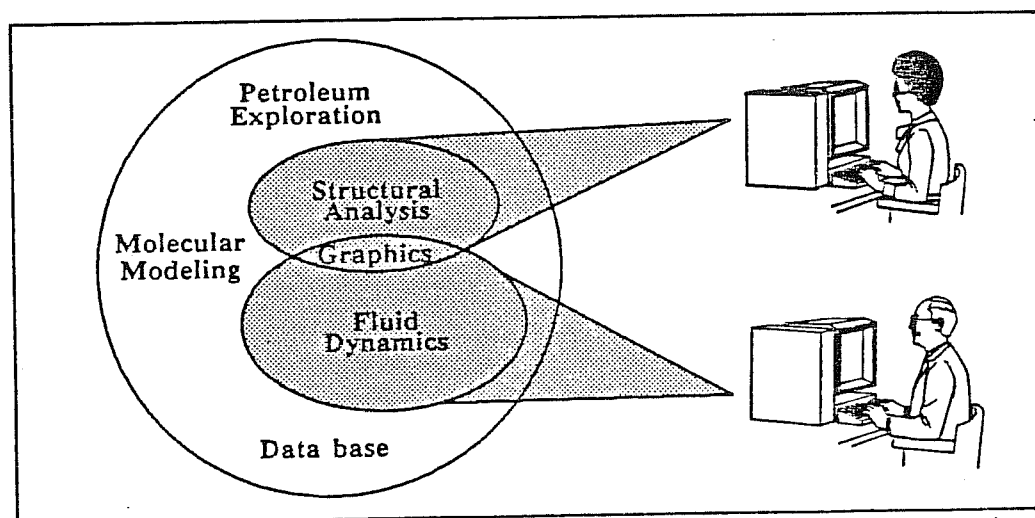 Petroleum
Exploration
Structural
Analysis
Molecular
Modeling
Graphics
Fluid
Dynamics
Data base